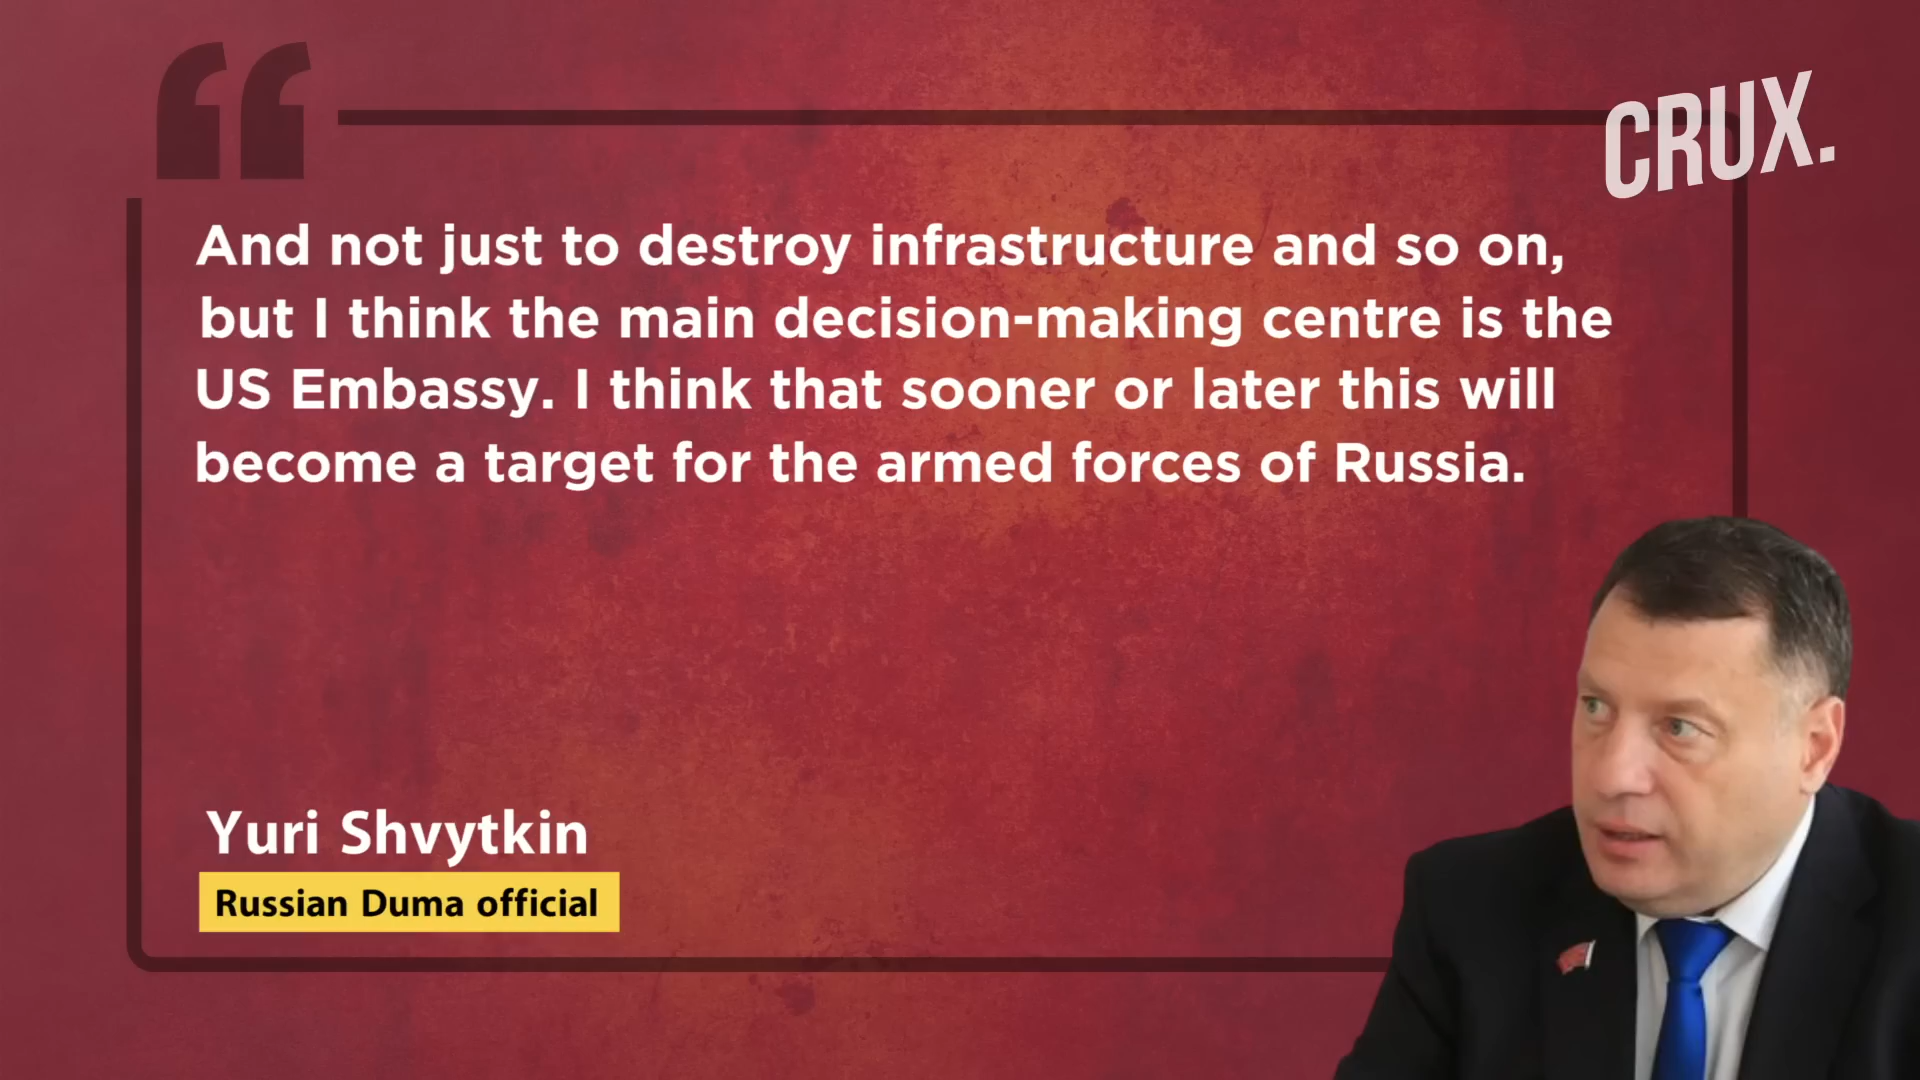 CRUX.
And not just to destroy infrastructure and so on,
but I think the main decision-making centre is the
US Embassy. I think that sooner or later this will
become a target for the armed forces of Russia.
Yuri Shvytkin
Russian Duma official